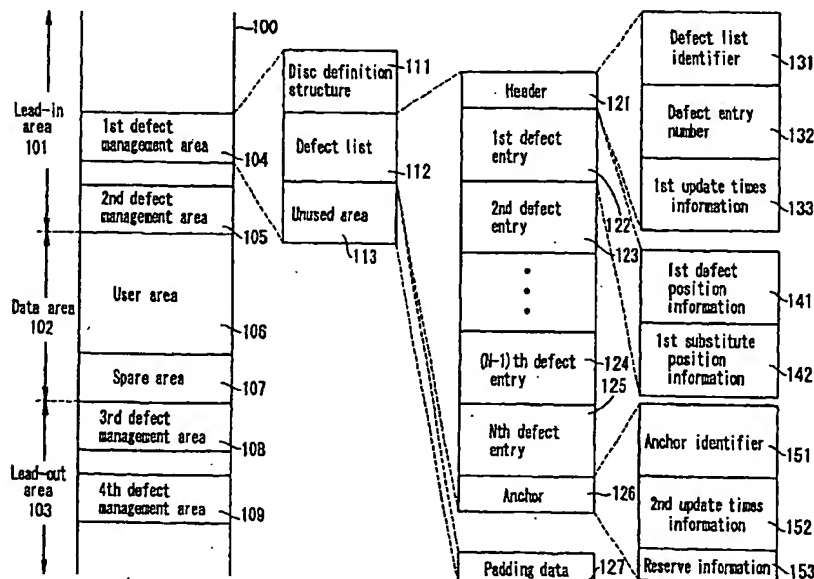 100
Lead-in
area
101
1st defect
management area
104
2nd defect
management area
105
Data area
102
User area
106
Spare area
107
Lead-out
area
103
3rd defect
management area
108
4th defect
management area
109
Disc definition
structure
111
Defect list
112
Unused area
113
Header
121
1st defect
entry
122
2nd defect
entry
123
(N-1)th defect
entry
124
125
Nth defect
entry
Anchor
126
Padding data
127
Defect list
identifier
131
Defect entry
number
132
1st update times
information
133
1st defect
position
information
141
1st substitute
position
information
142
Anchor identifier
151
2nd update times
information
152
Reserve information
153